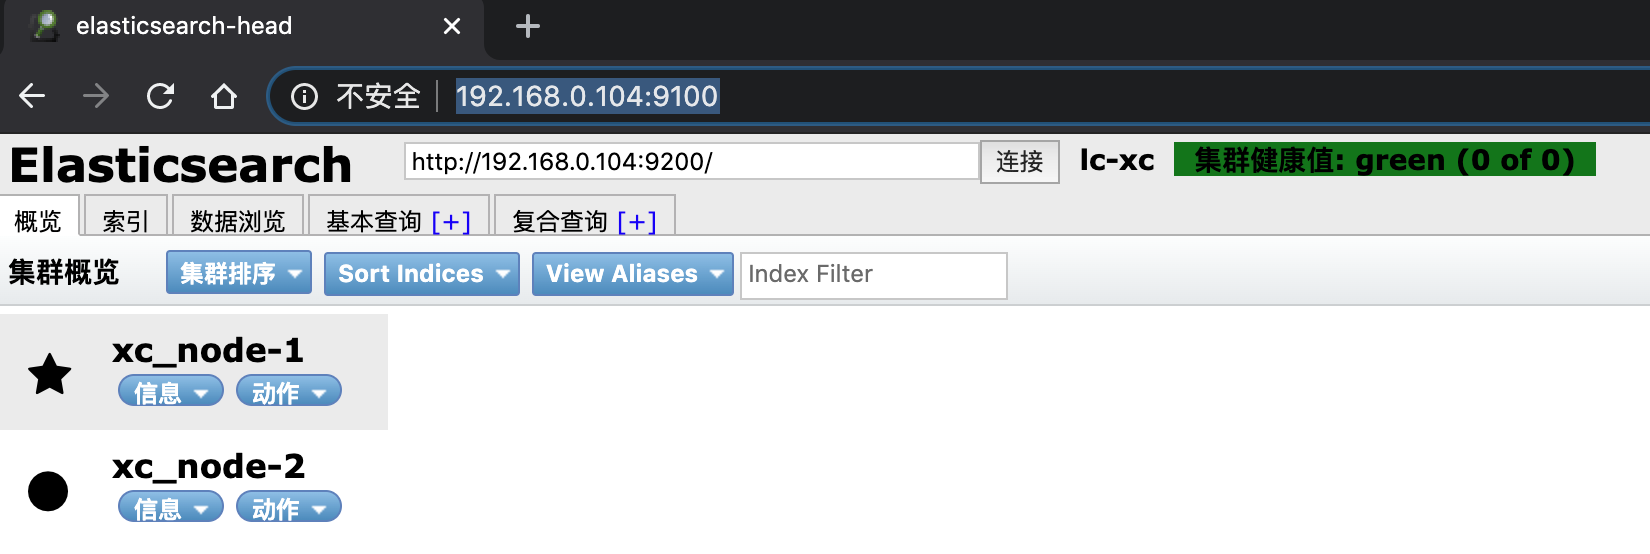 elasticsearch-head
不安全 192.168.0.104:9100
Elasticsearch http://192.168.0.104:9200/ 连接 lc-xc 集群健康值: green (0 of 0)
概览 索引 数据浏览 基本查询 [+] 复合查询 [+]
集群概览 集群排序 Sort Indices View Aliases Index Filter
xc_node-1
信息 动作
xc_node-2
信息 动作